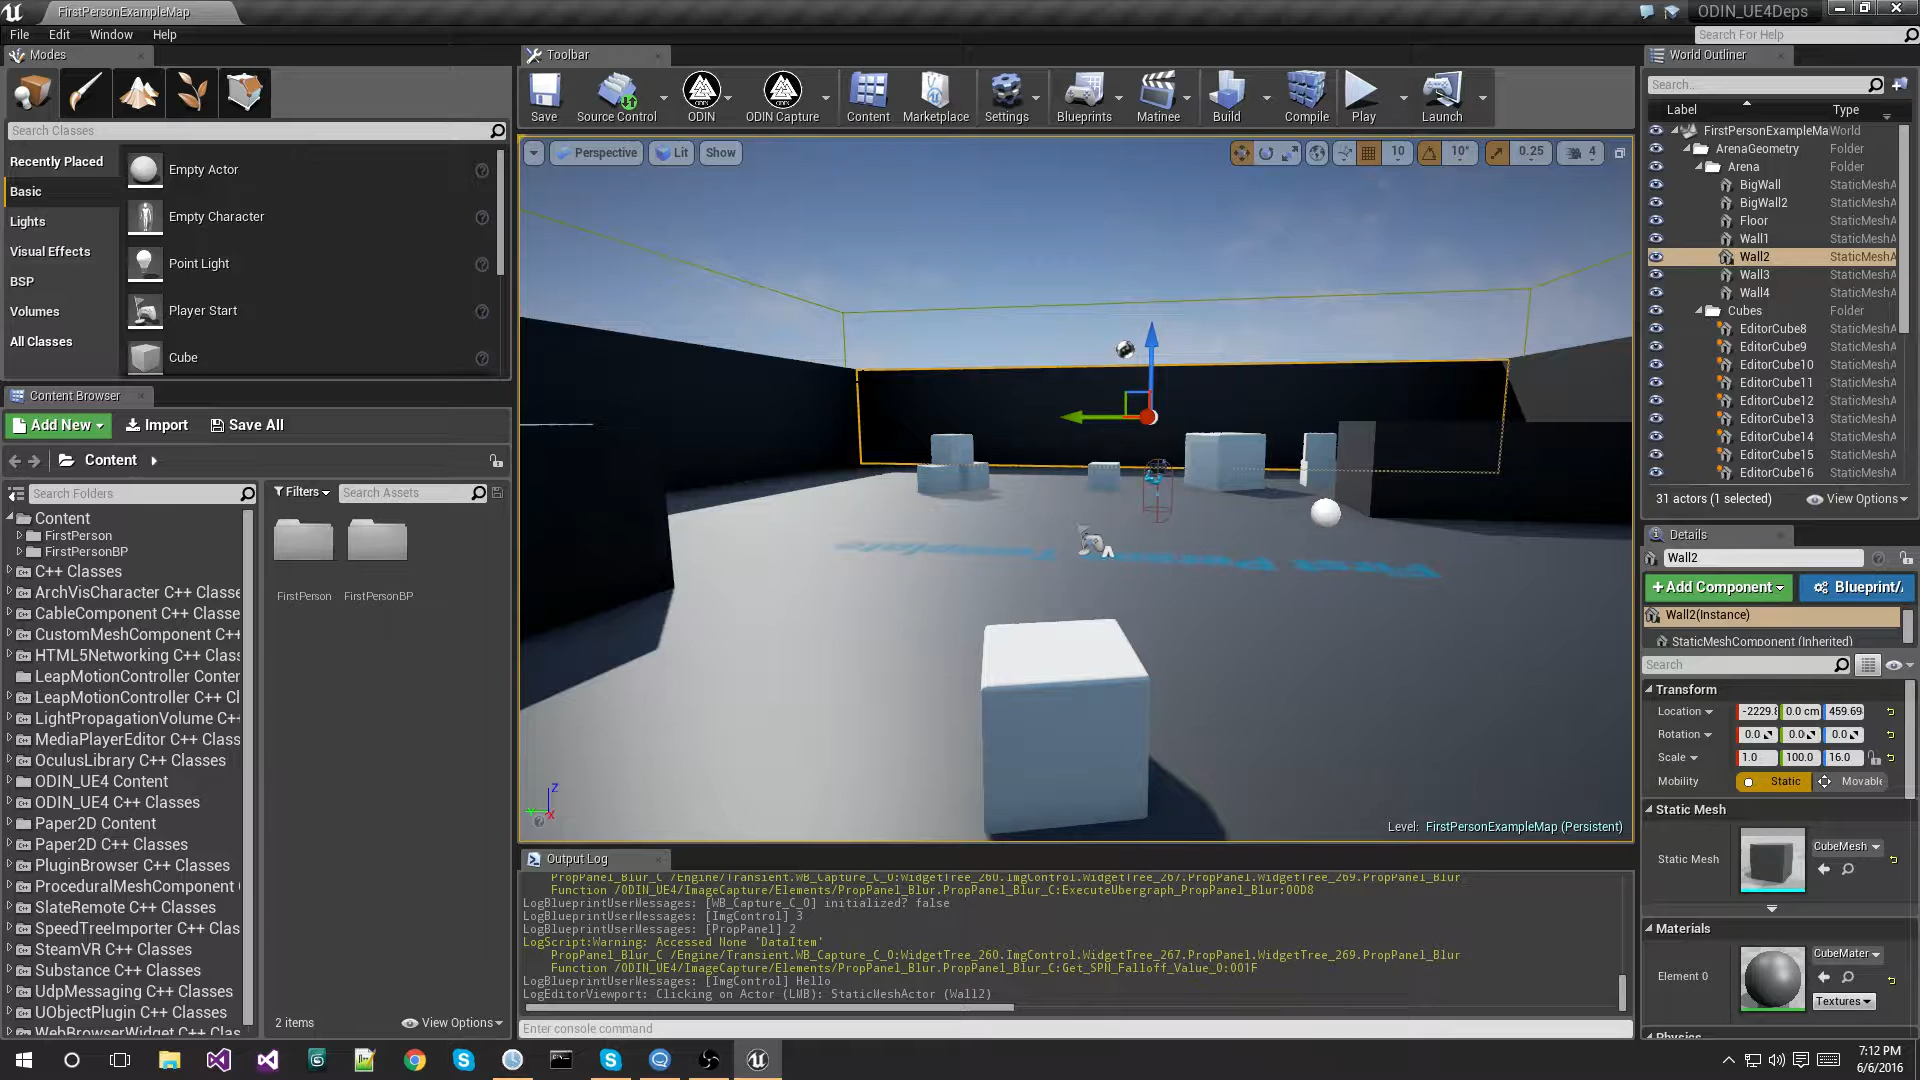 FirstPersonExampleMap
ODIN_UE4Deps
File Edit Window Help
Search For Help
Modes
Toolbar
World Outliner
Save
Source Control
ODIN
ODIN Capture
Content
Marketplace
Settings
Blueprints
Matinee
Build
Compile
Play
Launch
Search Classes
Recently Placed
Basic
Lights
Visual Effects
BSP
Volumes
All Classes
Empty Actor
Empty Character
Point Light
Player Start
Cube
Perspective
Lit
Show
10
10°
0.25
4
Search...
Label Type
FirstPersonExampleMa World
ArenaGeometry Folder
Arena Folder
BigWall StaticMeshA
BigWall2 StaticMeshA
Floor StaticMeshA
Wall1 StaticMeshA
Wall2 StaticMeshA
Wall3 StaticMeshA
Wall4 StaticMeshA
Cubes Folder
EditorCube8 StaticMeshA
EditorCube9 StaticMeshA
EditorCube10 StaticMeshA
EditorCube11 StaticMeshA
EditorCube12 StaticMeshA
EditorCube13 StaticMeshA
EditorCube14 StaticMeshA
EditorCube15 StaticMeshA
EditorCube16 StaticMeshA
31 actors (1 selected)
View Options
Content Browser
Add New
Import
Save All
Content
Search Folders
Filters
Search Assets
Content
FirstPerson
FirstPersonBP
C++ Classes
ArchVisCharacter C++ Classe
CableComponent C++ Classe
CustomMeshComponent C++
HTML5Networking C++ Class
LeapMotionController Conter
LeapMotionController C++ Cl
LightPropagationVolume C++
MediaPlayerEditor C++ Class
OculusLibrary C++ Classes
ODIN_UE4 Content
ODIN_UE4 C++ Classes
Paper2D Content
Paper2D C++ Classes
PluginBrowser C++ Classes
ProceduralMeshComponent
SlateRemote C++ Classes
SpeedTreeImporter C++ Clas
SteamVR C++ Classes
Substance C++ Classes
UdpMessaging C++ Classes
UObjectPlugin C++ Classes
WebBrowserWidget C++ Clas
FirstPerson
FirstPersonBP
2 items
View Options
First Person Template
Z
Level: FirstPersonExampleMap (Persistent)
Output Log
PropPanel_Blur_C /Engine/Transient.WB_Capture_C_0:WidgetTree_260.ImgControl.WidgetTree_267.PropPanel.WidgetTree_269.PropPanel_Blur
Function /ODIN_UE4/ImageCapture/Elements/PropPanel_Blur.PropPanel_Blur_C:ExecuteUbergraph_PropPanel_Blur:00D8
LogBlueprintUserMessages: [WB_Capture_C_0] initialized? false
LogBlueprintUserMessages: [ImgControl] 3
LogBlueprintUserMessages: [PropPanel] 2
LogScript:Warning: Accessed None 'DataItem'
PropPanel_Blur_C /Engine/Transient.WB_Capture_C_0:WidgetTree_260.ImgControl.WidgetTree_267.PropPanel.WidgetTree_269.PropPanel_Blur
Function /ODIN_UE4/ImageCapture/Elements/PropPanel_Blur.PropPanel_Blur_C:Get_SPN_Falloff_Value_0:001F
LogBlueprintUserMessages: [ImgControl] Hello
LogEditorViewport: Clicking on Actor (LMB): StaticMeshActor (Wall2)
Enter console command
Details
Wall2
+Add Component
Blueprint/
Wall2(Instance)
StaticMeshComponent (Inherited)
Search
Transform
Location -2229.8 0.0 cm 459.69
Rotation 0.0 0.0 0.0
Scale 1.0 100.0 16.0
Mobility Static Movable
Static Mesh
Static Mesh
CubeMesh
Materials
Element 0
CubeMater
Textures
Physics
7:12 PM
6/6/2016